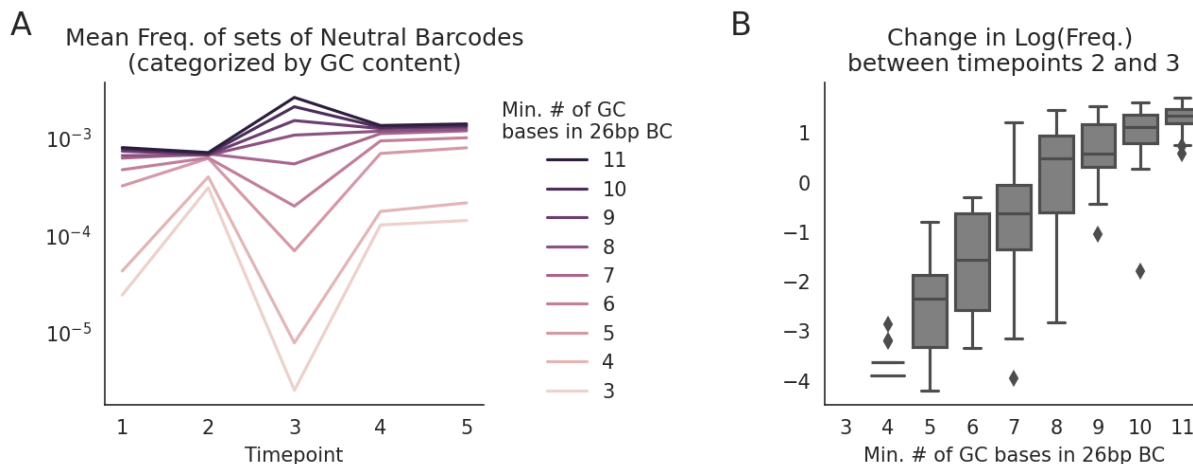 A
Mean Freq. of sets of Neutral Barcodes
(categorized by GC content)
10⁻³
10⁻⁴
10⁻⁵
1 2 3 4 5
Timepoint
Min. # of GC
bases in 26bp BC
11
10
9
8
7
6
5
4
3
B
Change in Log(Freq.)
between timepoints 2 and 3
1
0
−1
−2
−3
−4
3 4 5 6 7 8 9 10 11
Min. # of GC bases in 26bp BC